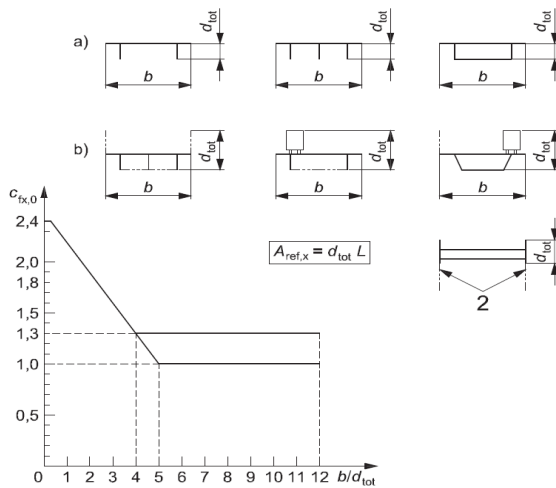 a)
d_tot
b
d_tot
b
d_tot
b
b)
d_tot
b
d_tot
b
d_tot
b
d_tot
2
A_ref,x = d_tot L
c_fx,0
2,4
2,0
1,8
1,5
1,3
1,0
0,5
0 1 2 3 4 5 6 7 8 9 10 11 12 b/d_tot